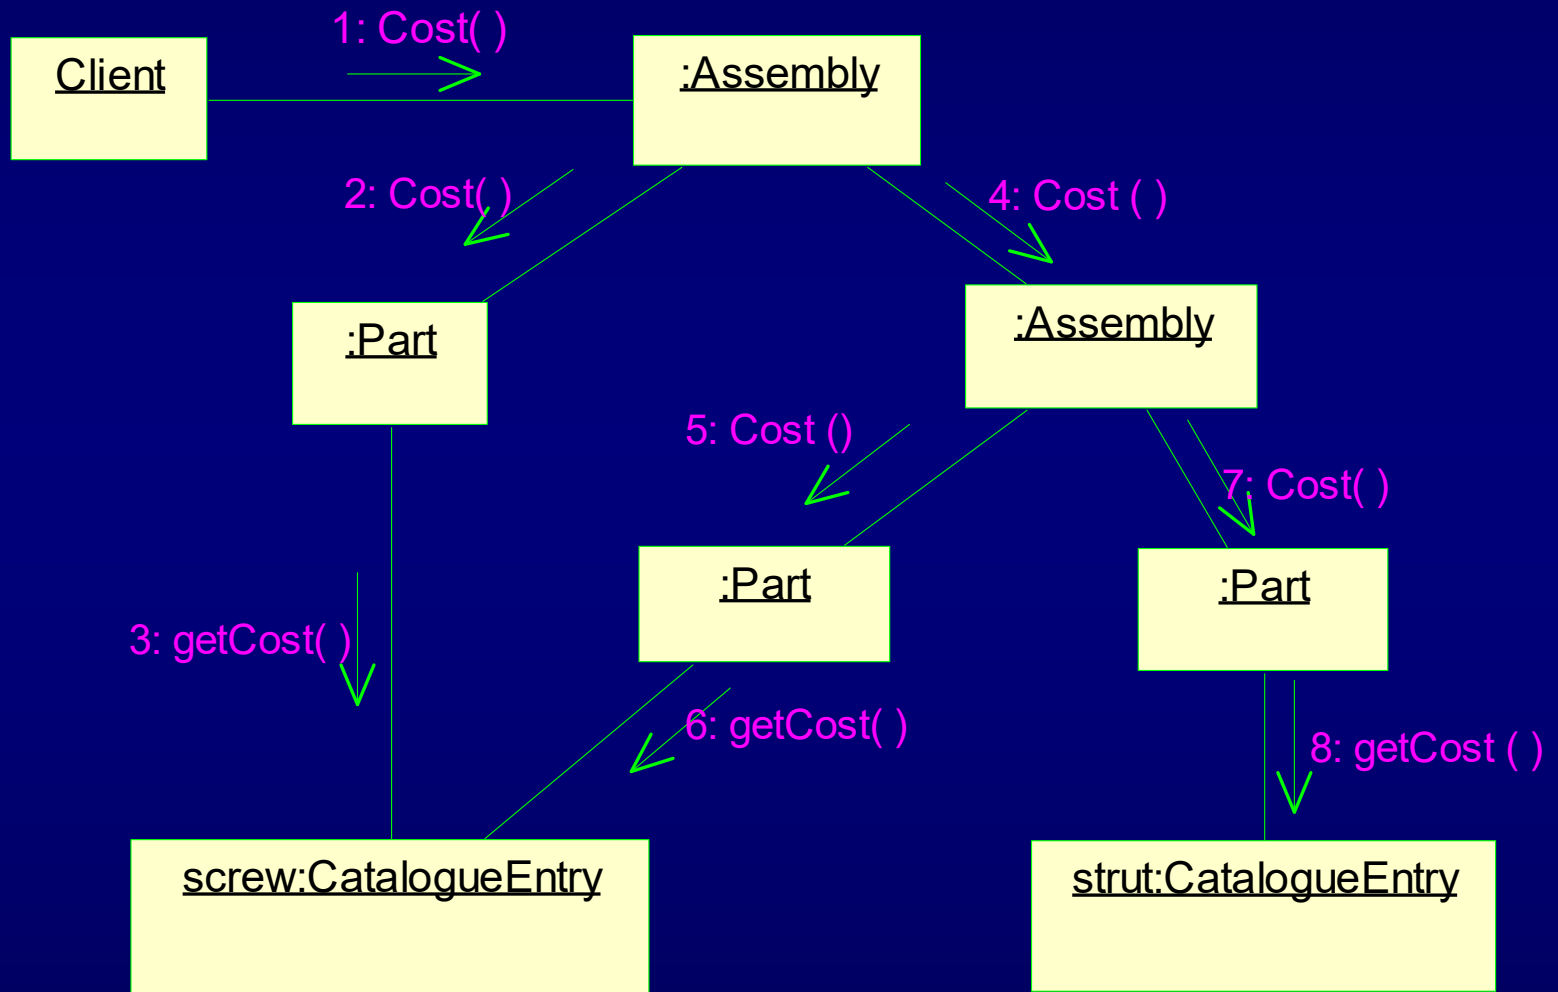 1: Cost( )
Client
:Assembly
2: Cost( )
4: Cost ( )
:Part
:Assembly
5: Cost ()
7: Cost( )
:Part
:Part
3: getCost( )
6: getCost( )
8: getCost ( )
screw:CatalogueEntry
strut:CatalogueEntry